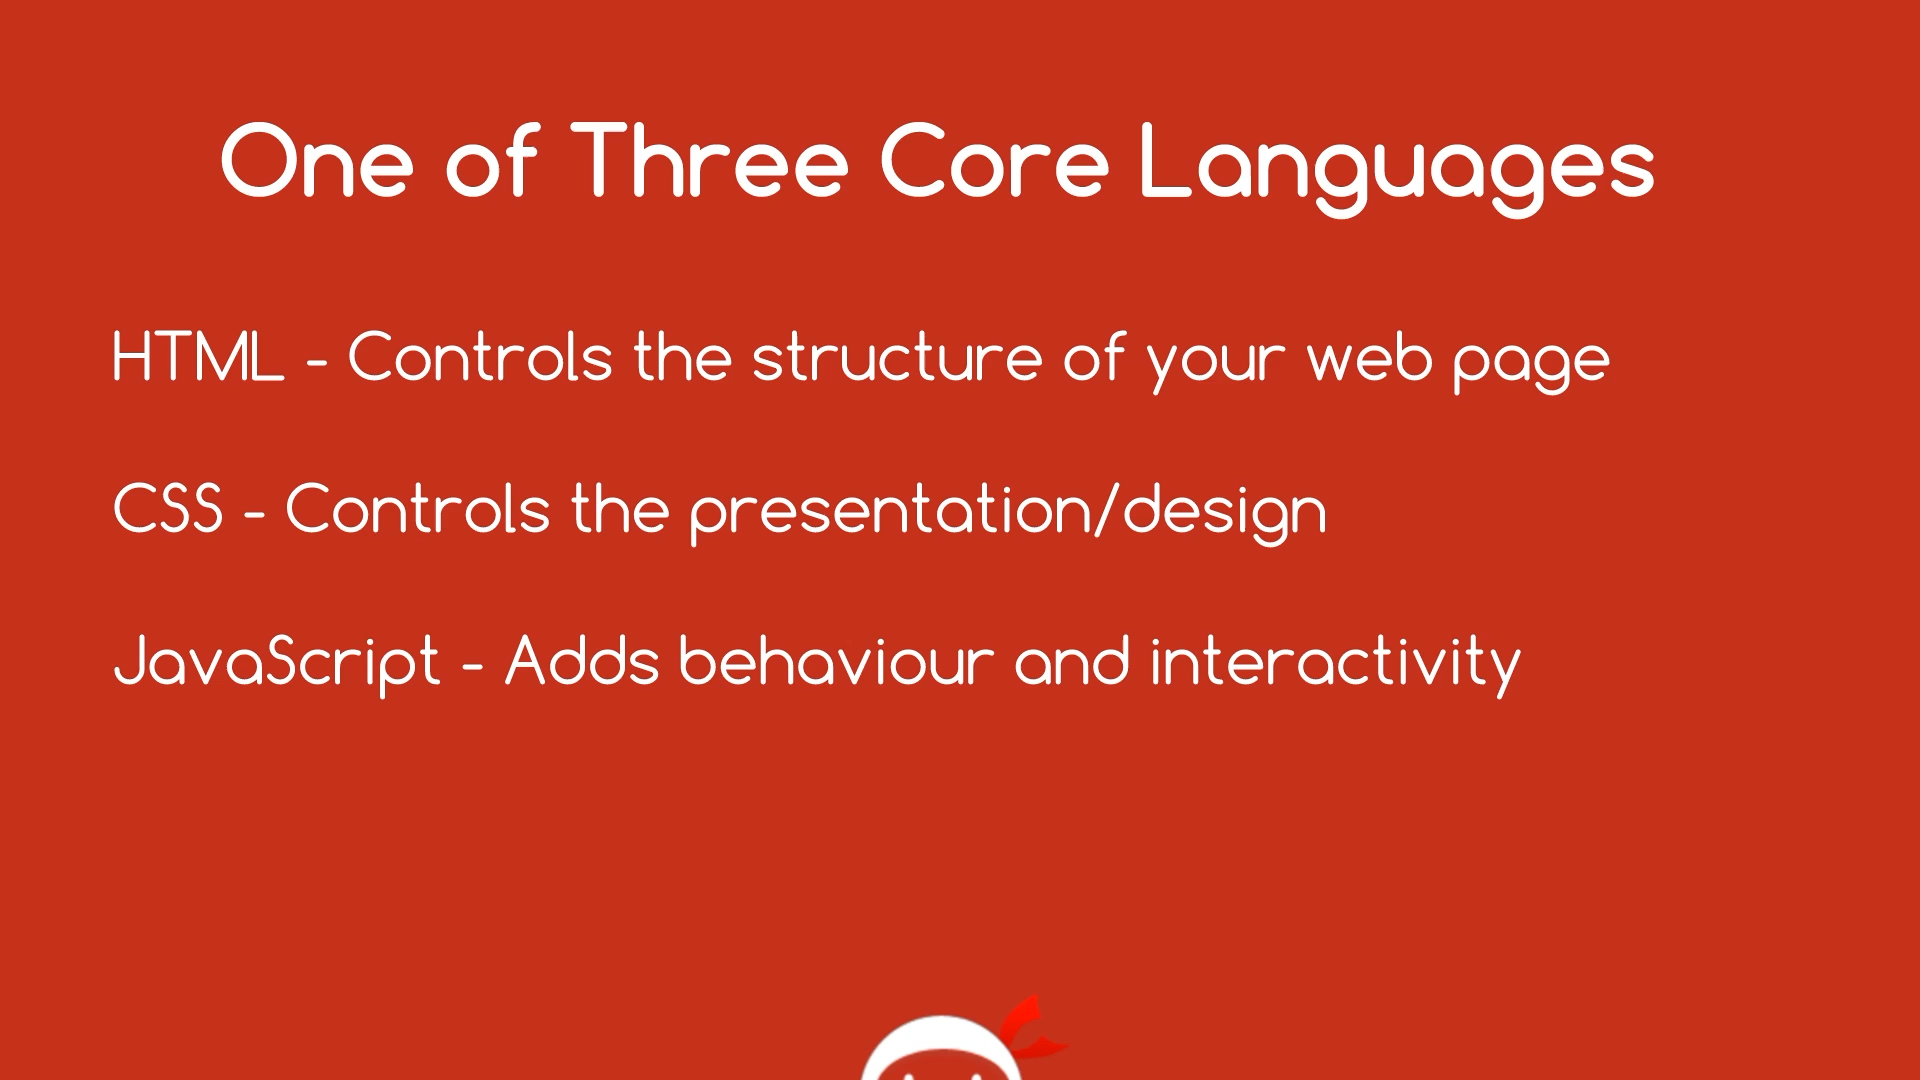 One of Three Core Languages
HTML - Controls the structure of your web page
CSS - Controls the presentation/design
JavaScript - Adds behaviour and interactivity